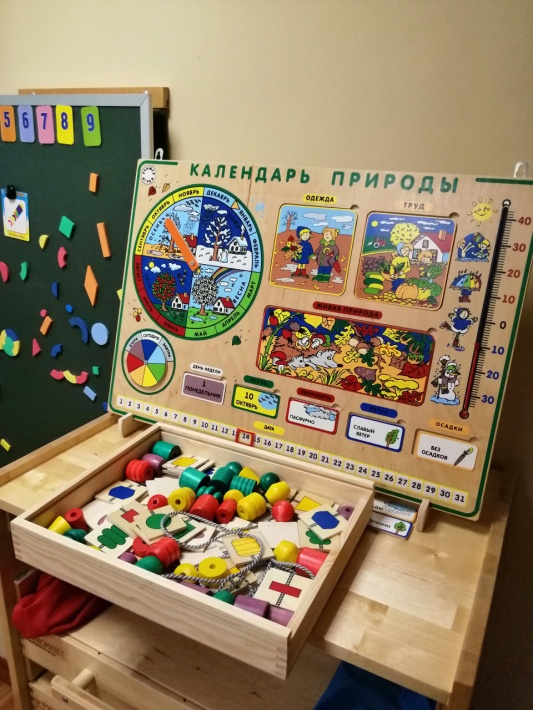 5 6 7 8 9
КАЛЕНДАРЬ ПРИРОДЫ
ОДЕЖДА
ТРУД
СЕНТЯБРЬ ОКТЯБРЬ НОЯБРЬ ДЕКАБРЬ ЯНВАРЬ ФЕВРАЛЬ
АПРЕЛЬ МАЙ
ЖИВАЯ ПРИРОДА
40
30
20
10
0
10
20
30
ДЕНЬ НЕДЕЛИ
1
ПОНЕДЕЛЬНИК
10
ОКТЯБРЬ
ПАСМУРНО
СЛАБЫЙ
ВЕТЕР
ОСАДКИ
БЕЗ
ОСАДКОВ
ДАТА
1 2 3 4 5 6 7 8 9 10 11 12 13 14 15 16 17 18 19 20 21 22 23 24 25 26 27 28 29 30 31